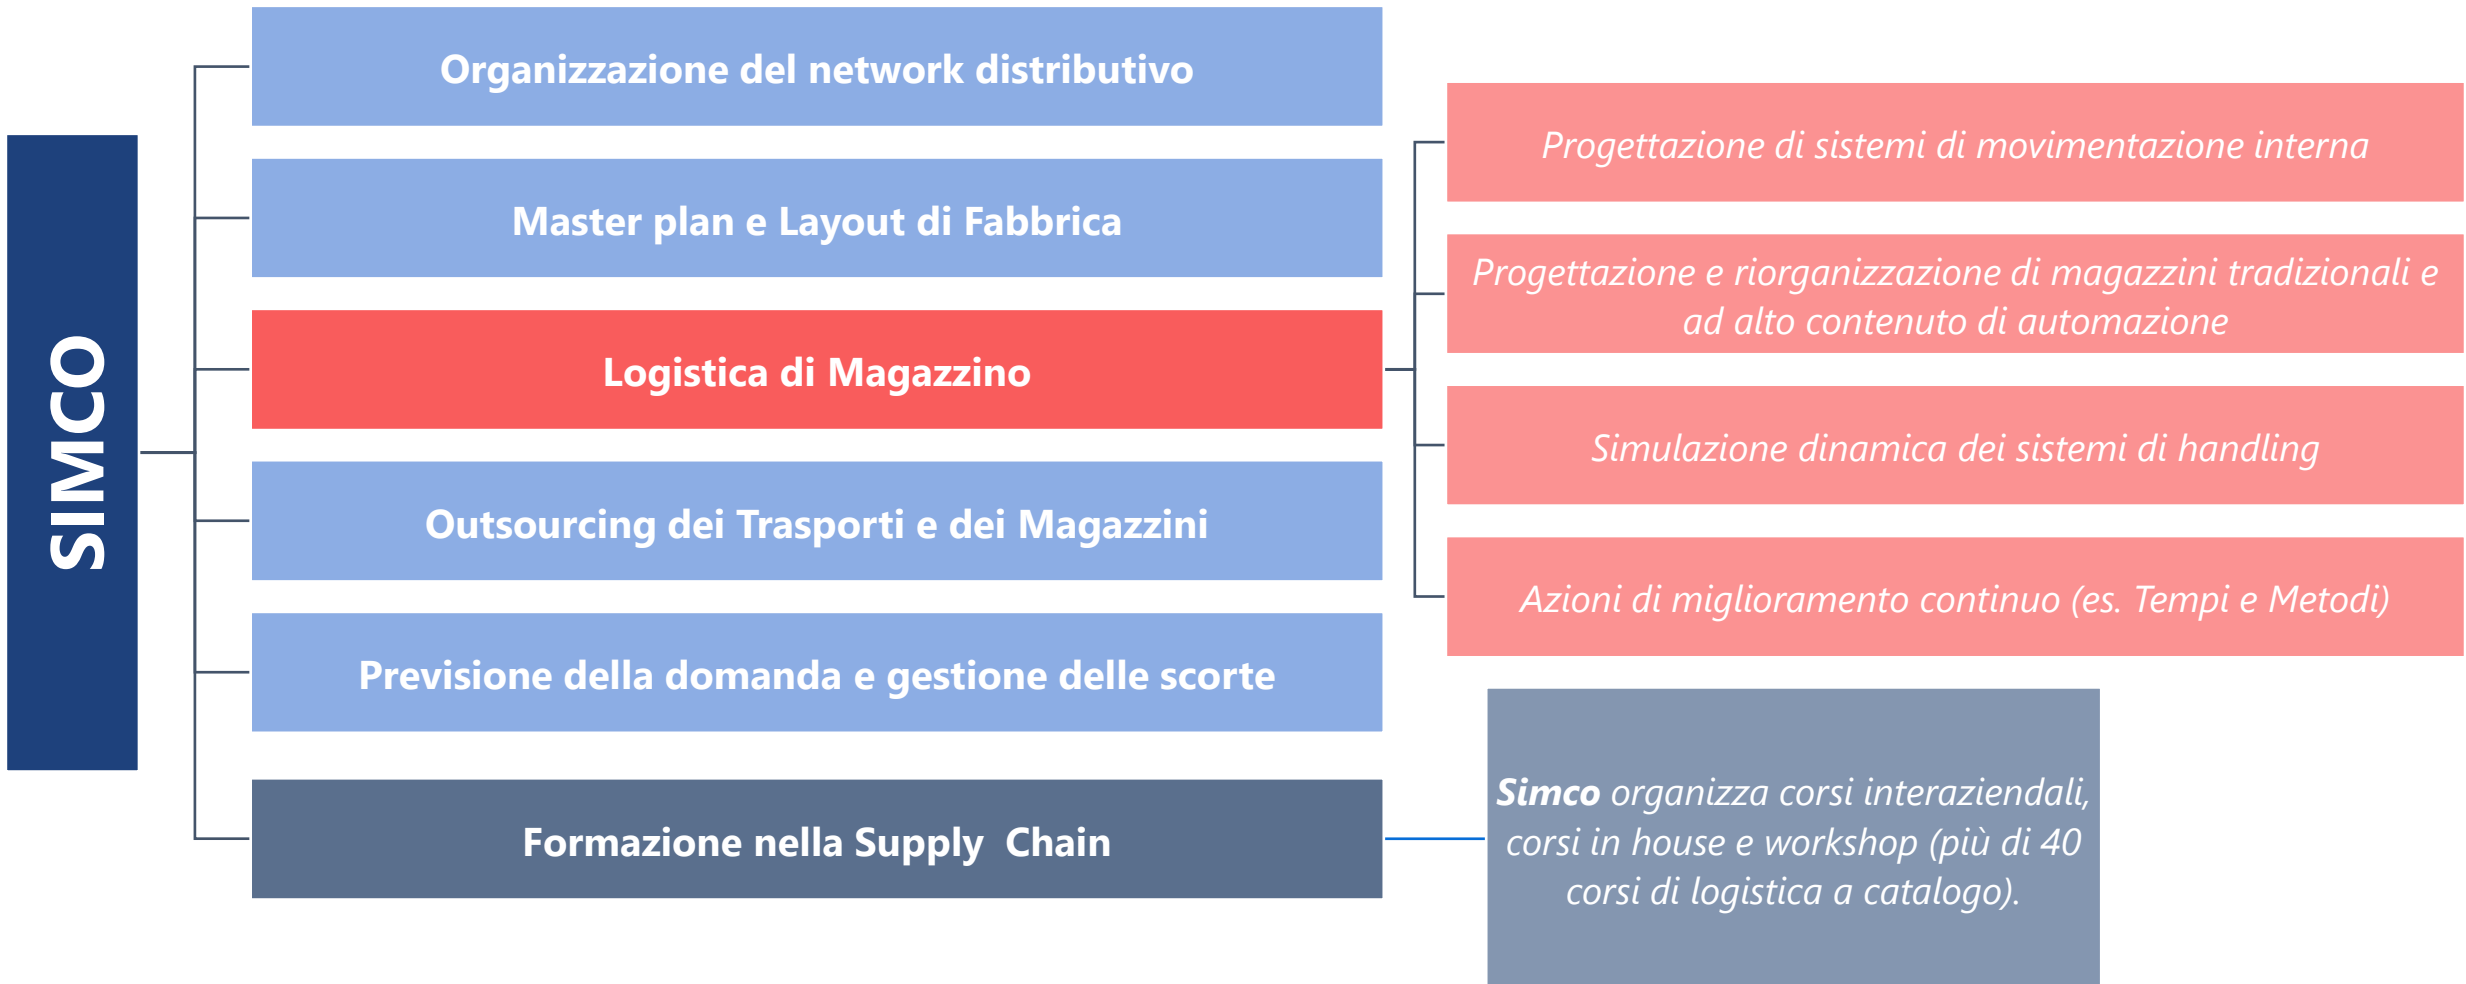 SIMCO
Organizzazione del network distributivo
Master plan e Layout di Fabbrica
Logistica di Magazzino
Outsourcing dei Trasporti e dei Magazzini
Previsione della domanda e gestione delle scorte
Formazione nella Supply  Chain
Progettazione di sistemi di movimentazione interna
Progettazione e riorganizzazione di magazzini tradizionali e
ad alto contenuto di automazione
Simulazione dinamica dei sistemi di handling
Azioni di miglioramento continuo (es. Tempi e Metodi)
Simco organizza corsi interaziendali,
corsi in house e workshop (più di 40
corsi di logistica a catalogo).